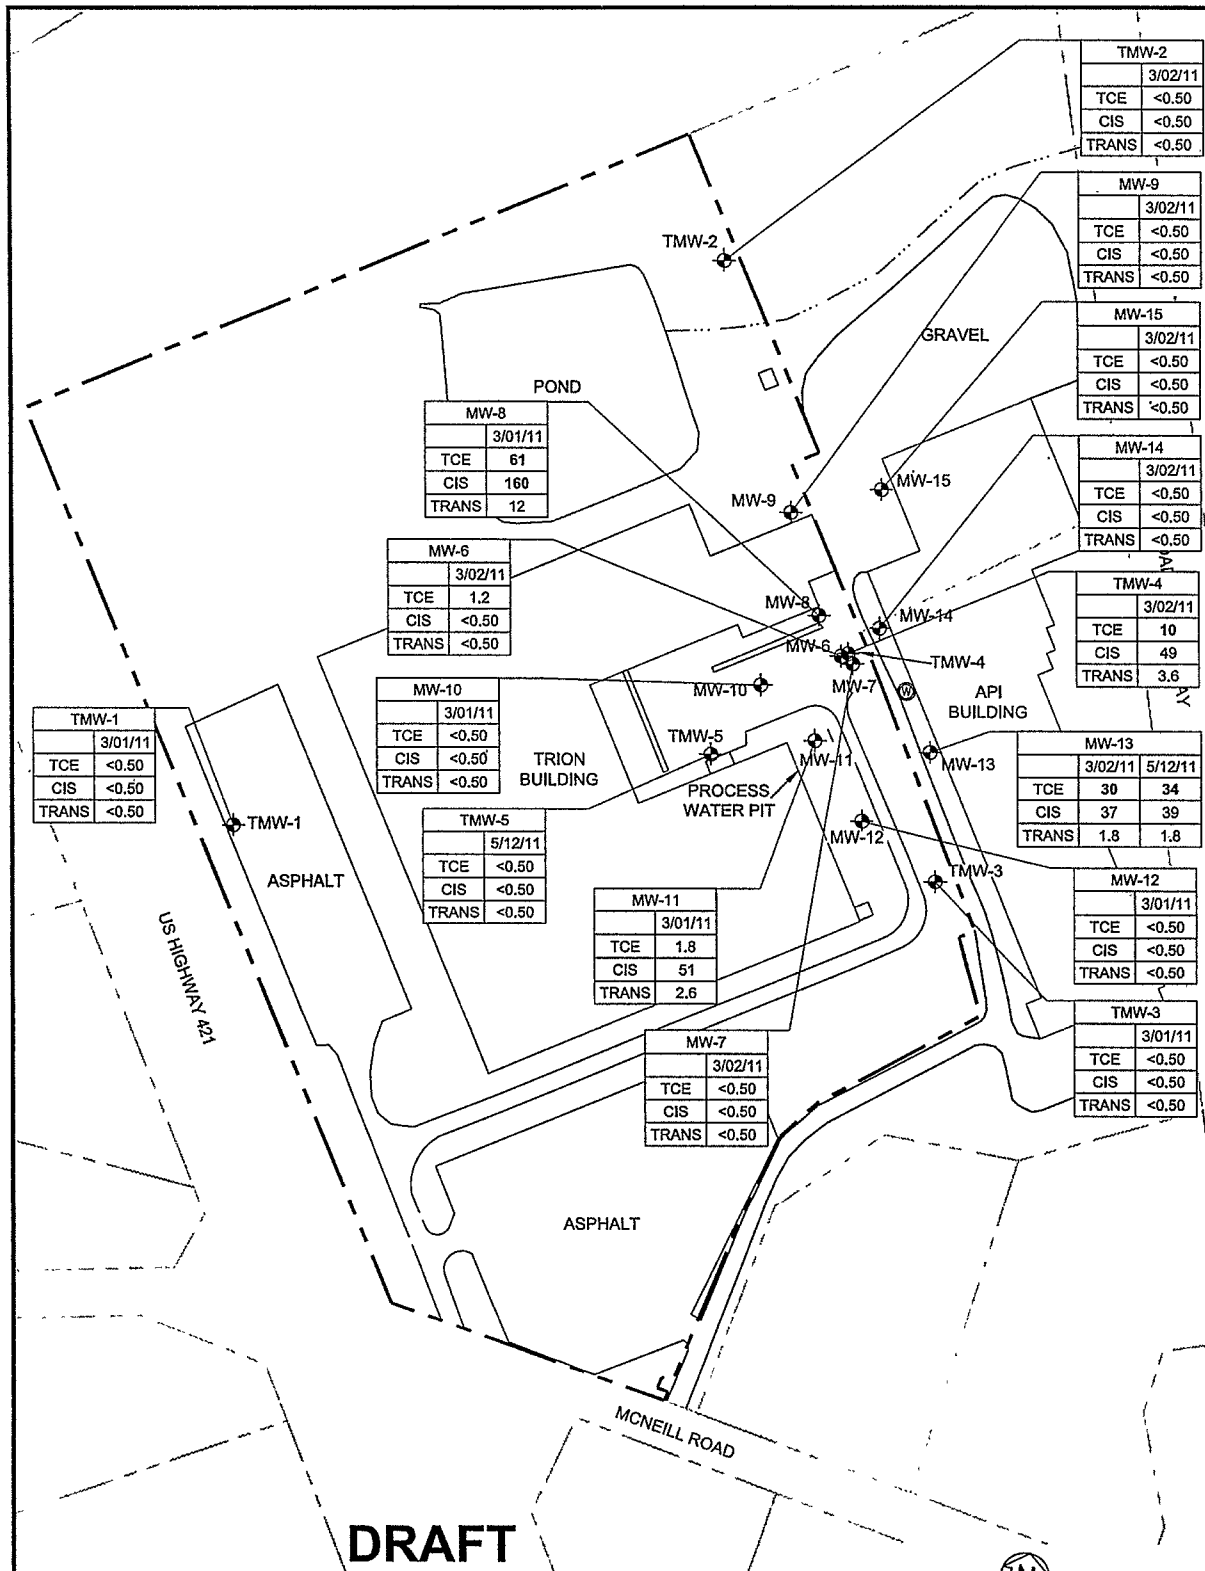 TMW-2
3/02/11
TCE <0.50
CIS <0.50
TRANS <0.50
MW-9
3/02/11
TCE <0.50
CIS <0.50
TRANS <0.50
MW-15
3/02/11
TCE <0.50
CIS <0.50
TRANS <0.50
MW-14
3/02/11
TCE <0.50
CIS <0.50
TRANS <0.50
TMW-4
3/02/11
TCE 10
CIS 49
TRANS 3.6
MW-13
3/02/11 5/12/11
TCE 30 34
CIS 37 39
TRANS 1.8 1.8
MW-12
3/01/11
TCE <0.50
CIS <0.50
TRANS <0.50
TMW-3
3/01/11
TCE <0.50
CIS <0.50
TRANS <0.50
MW-8
3/01/11
TCE 61
CIS 160
TRANS 12
MW-6
3/02/11
TCE 1.2
CIS <0.50
TRANS <0.50
MW-10
3/01/11
TCE <0.50
CIS <0.50
TRANS <0.50
TMW-1
3/01/11
TCE <0.50
CIS <0.50
TRANS <0.50
TMW-5
5/12/11
TCE <0.50
CIS <0.50
TRANS <0.50
MW-11
3/01/11
TCE 1.8
CIS 51
TRANS 2.6
MW-7
3/02/11
TCE <0.50
CIS <0.50
TRANS <0.50
TMW-2
GRAVEL
POND
MW-15
MW-9
MW-8
MW-14
MW-6
TMW-4
MW-7
MW-10
W
API
BUILDING
TMW-5
MW-11
MW-13
TRION
BUILDING
PROCESS
WATER PIT
MW-12
TMW-1
TMW-3
ASPHALT
US HIGHWAY 421
ASPHALT
MCNEILL ROAD
DRAFT